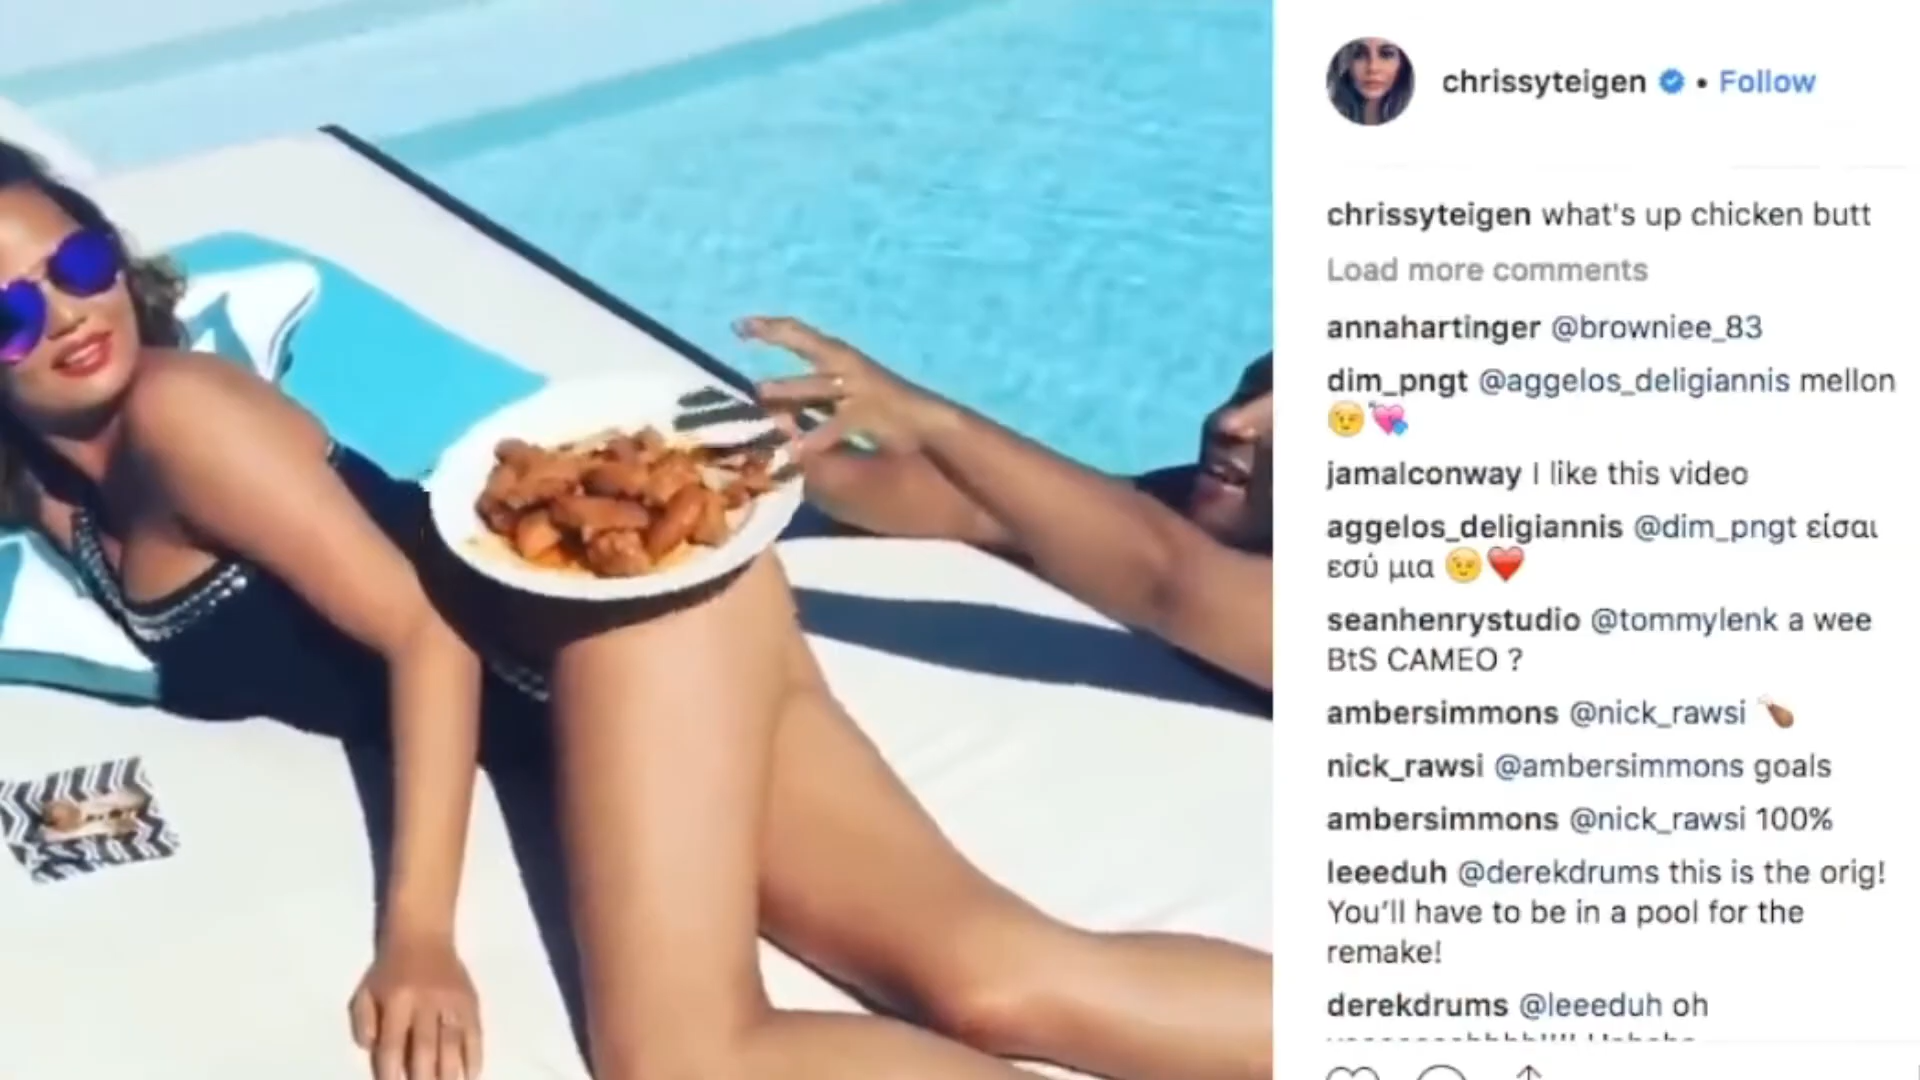 chrissyteigen • Follow
chrissyteigen what's up chicken butt
Load more comments
annahartinger @browniee_83
dim_pngt @aggelos_deligiannis mellon
😉💘
jamalconway I like this video
aggelos_deligiannis @dim_pngt είσαι
εσύ μια 😉❤️
seanhenrystudio @tommylenk a wee
BtS CAMEO ?
ambersimmons @nick_rawsi 🍗
nick_rawsi @ambersimmons goals
ambersimmons @nick_rawsi 100%
leeeduh @derekdrums this is the orig!
You'll have to be in a pool for the
remake!
derekdrums @leeeduh oh